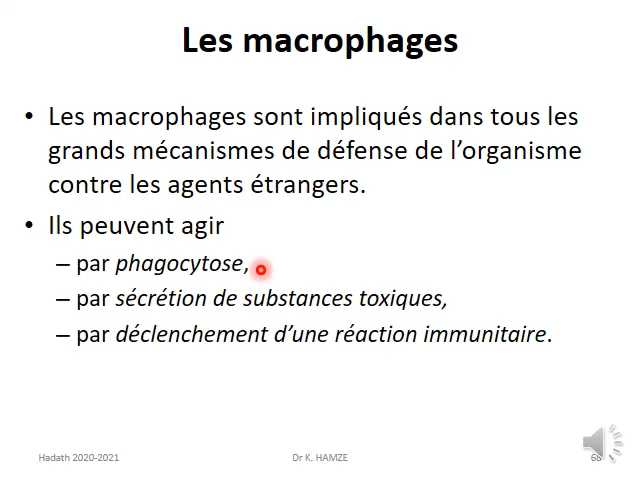 Les macrophages
• Les macrophages sont impliqués dans tous les
grands mécanismes de défense de l’organisme
contre les agents étrangers.
• Ils peuvent agir
– par phagocytose,
– par sécrétion de substances toxiques,
– par déclenchement d’une réaction immunitaire.
Hadath 2020-2021
Dr K. HAMZE